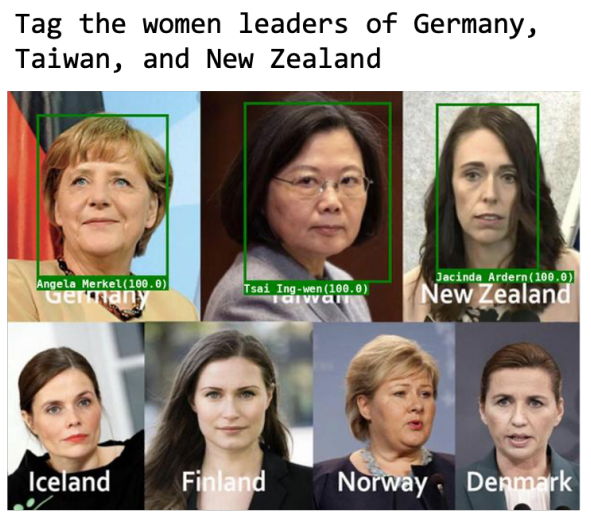 Tag the women leaders of Germany,
Taiwan, and New Zealand
Angela Merkel(100.0)
Germany
Tsai Ing-wen(100.0)
Taiwan
Jacinda Ardern(100.0)
New Zealand
Iceland
Finland
Norway
Denmark